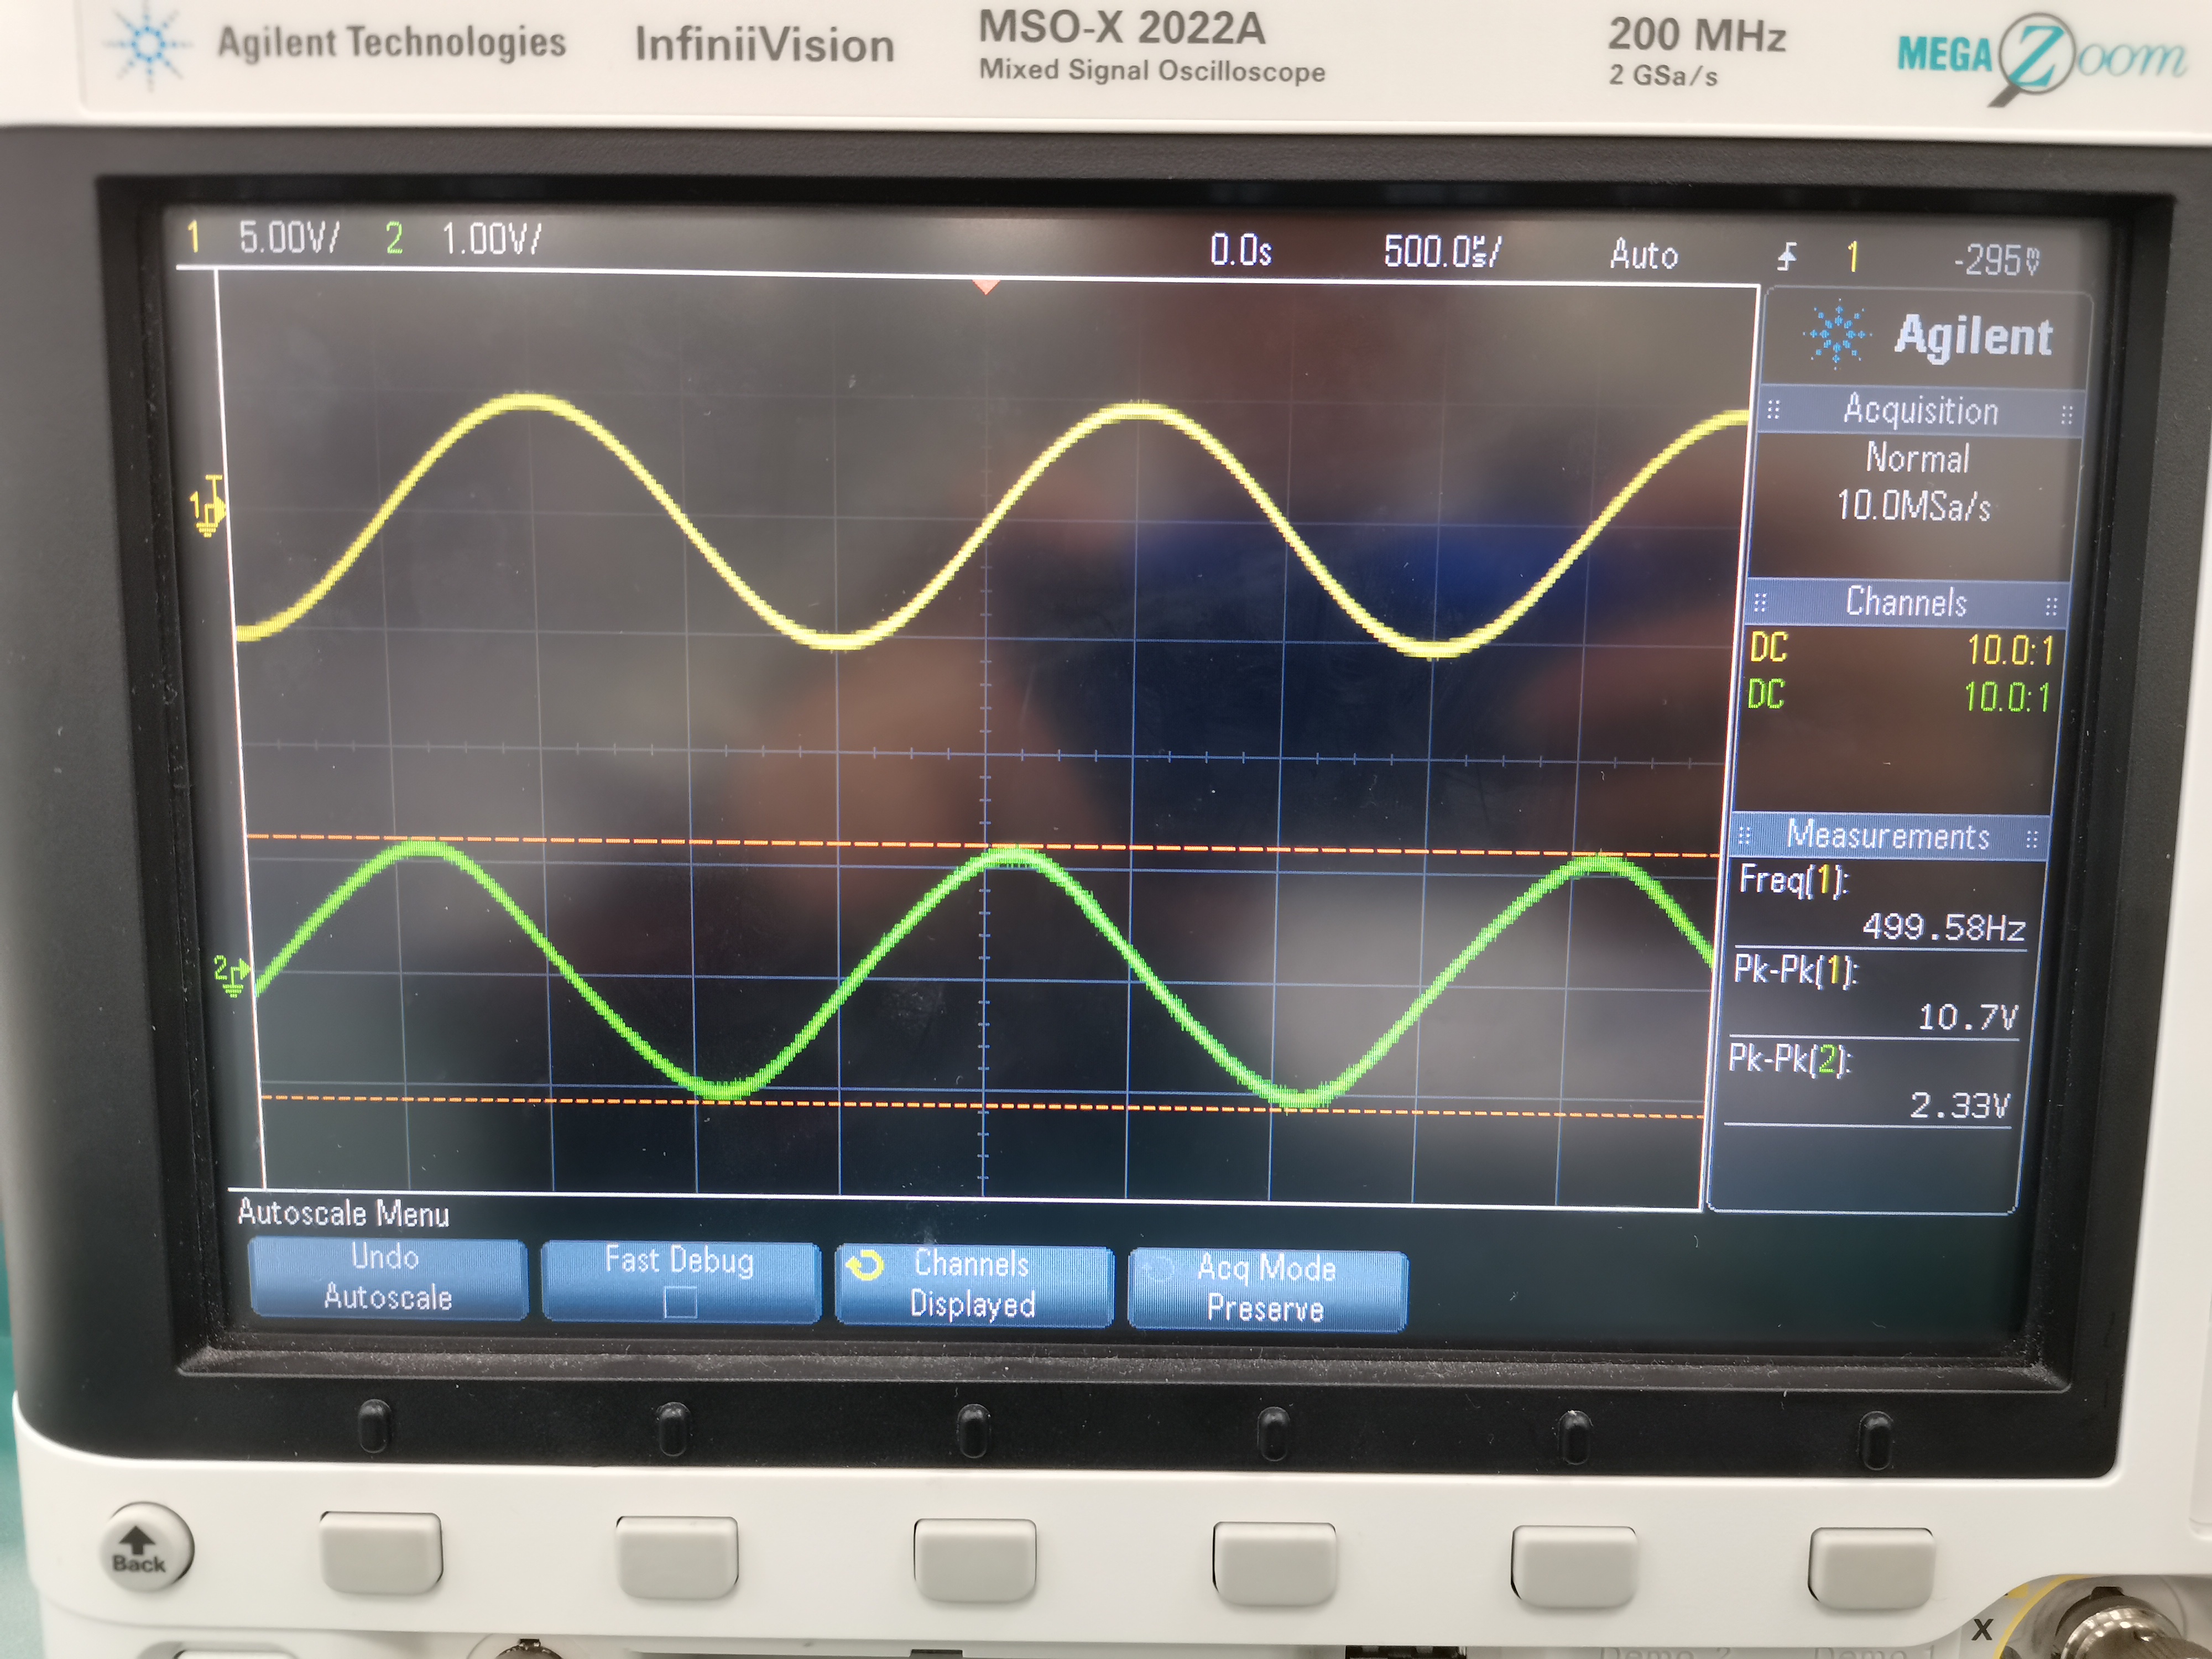 Agilent Technologies InfiniiVision MSO-X 2022A 200 MHz MEGA Zoom
Mixed Signal Oscilloscope 2 GSa/s
1 5.00V/ 2 1.00V/ 0.0s 500.0µs/ Auto 1 -295mV
Agilent
Acquisition
Normal
10.0MSa/s
Channels
DC 10.0:1
DC 10.0:1
Measurements
Freq(1):
499.58Hz
Pk-Pk(1):
10.7V
Pk-Pk(2):
2.33V
1
T
2
Autoscale Menu
Undo Autoscale
Fast Debug
Channels Displayed
Acq Mode Preserve
Back
X